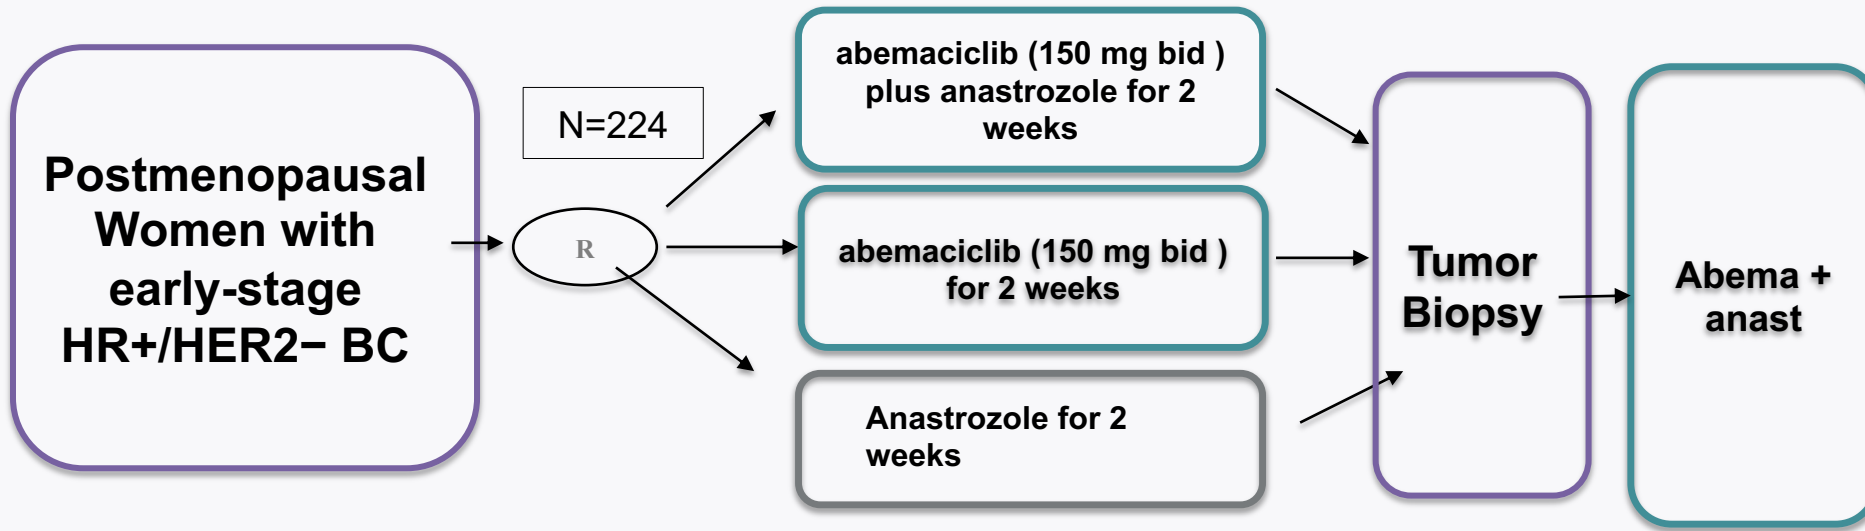 Postmenopausal
Women with
early-stage
HR+/HER2− BC
N=224
R
abemaciclib (150 mg bid )
plus anastrozole for 2
weeks
abemaciclib (150 mg bid )
for 2 weeks
Anastrozole for 2
weeks
Tumor
Biopsy
Abema +
anast